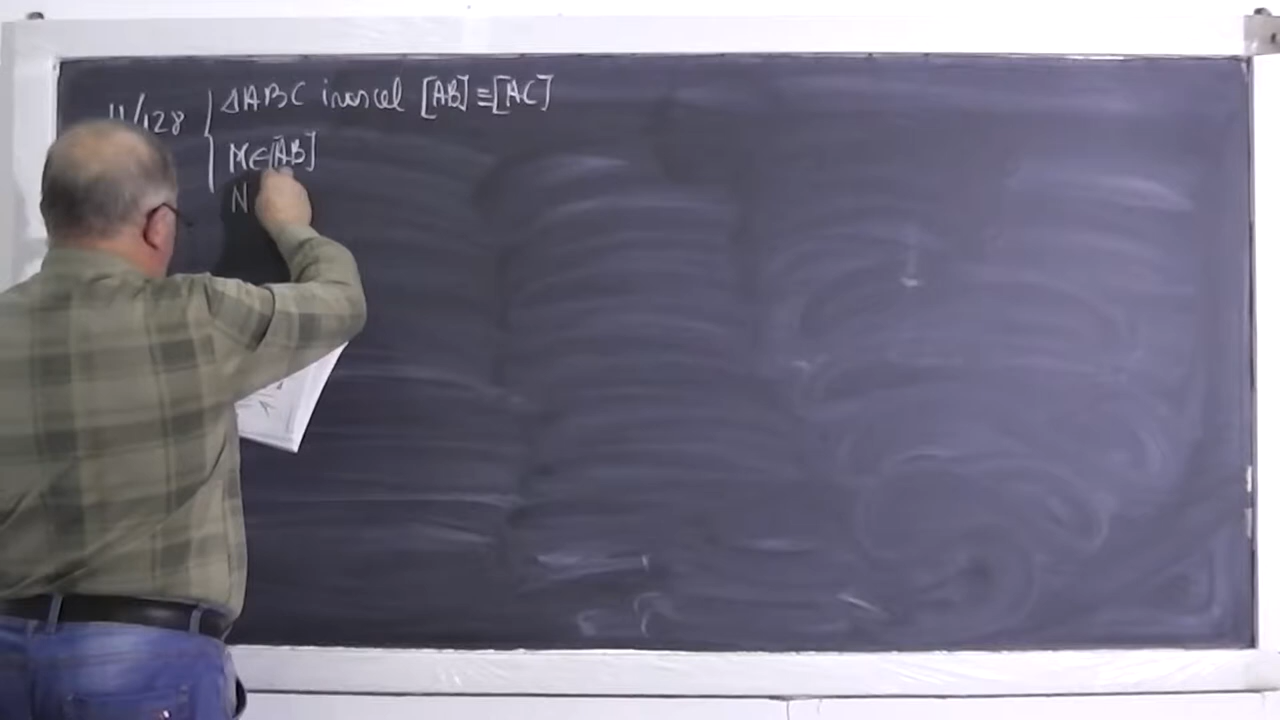 11/128 ΔABC isoscel [AB] ≡ [AC]
M∈[AB]
N